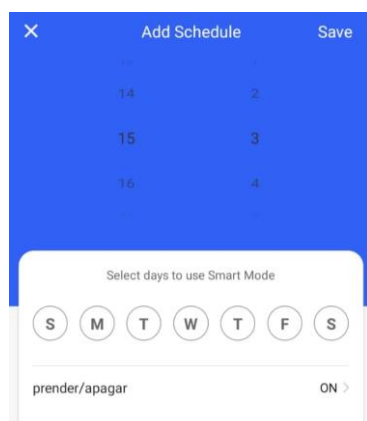 Add Schedule Save
14 2
15 3
16 4
Select days to use Smart Mode
S M T W T F S
prender/apagar ON